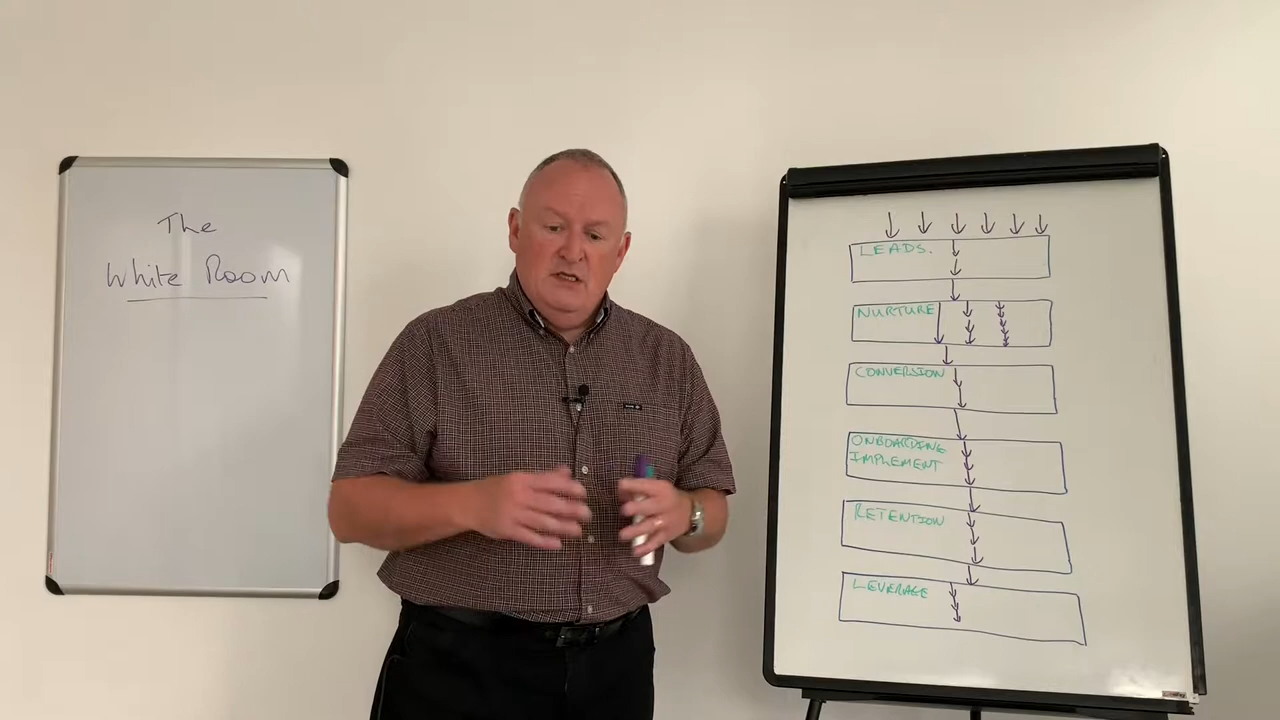 The
White Room
LEADS.
NURTURE
CONVERSION
ONBOARDING
IMPLEMENT
RETENTION
LEVERAGE